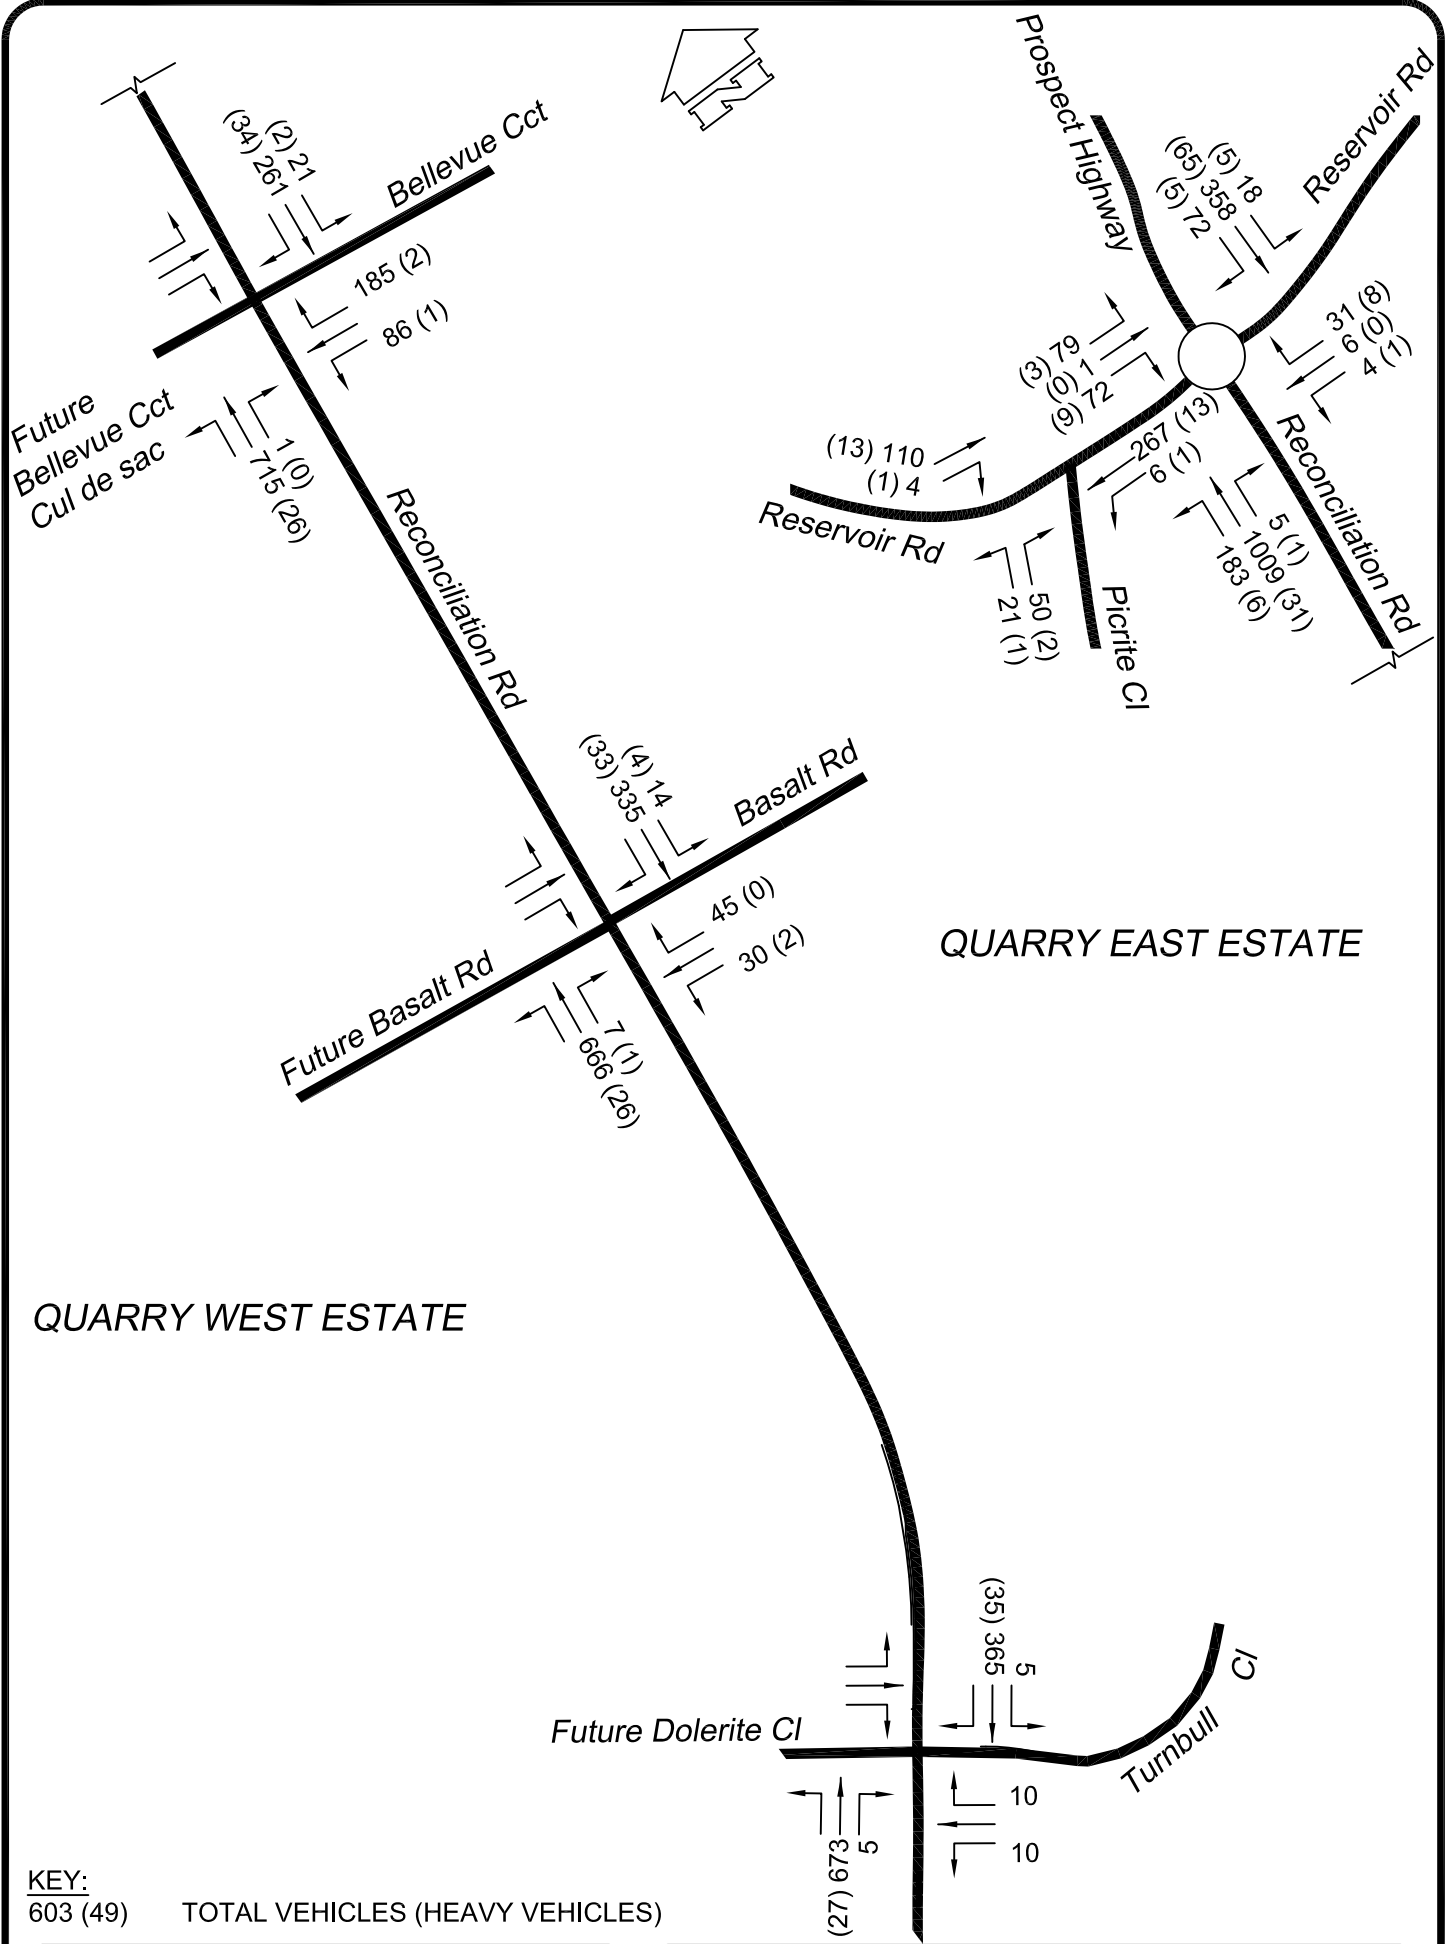 N
Prospect Highway
Reservoir Rd
(5) 18
(65) 358
(5) 72
31 (8)
6 (0)
4 (1)
(3) 79
(0) 1
(9) 72
5 (1)
1009 (31)
183 (6)
Reconciliation Rd
267 (13)
6 (1)
(13) 110
(1) 4
Reservoir Rd
50 (2)
21 (1)
Picrite Cl
(2) 21
(34) 261
Bellevue Cct
185 (2)
86 (1)
Future
Bellevue Cct
Cul de sac
1 (0)
715 (26)
Reconciliation Rd
(4) 14
(33) 335
Basalt Rd
45 (0)
30 (2)
Future Basalt Rd
7 (1)
666 (26)
QUARRY EAST ESTATE
QUARRY WEST ESTATE
5
(35) 365
Future Dolerite Cl
Turnbull Cl
10
10
(27) 673
5
KEY:
603 (49) TOTAL VEHICLES (HEAVY VEHICLES)